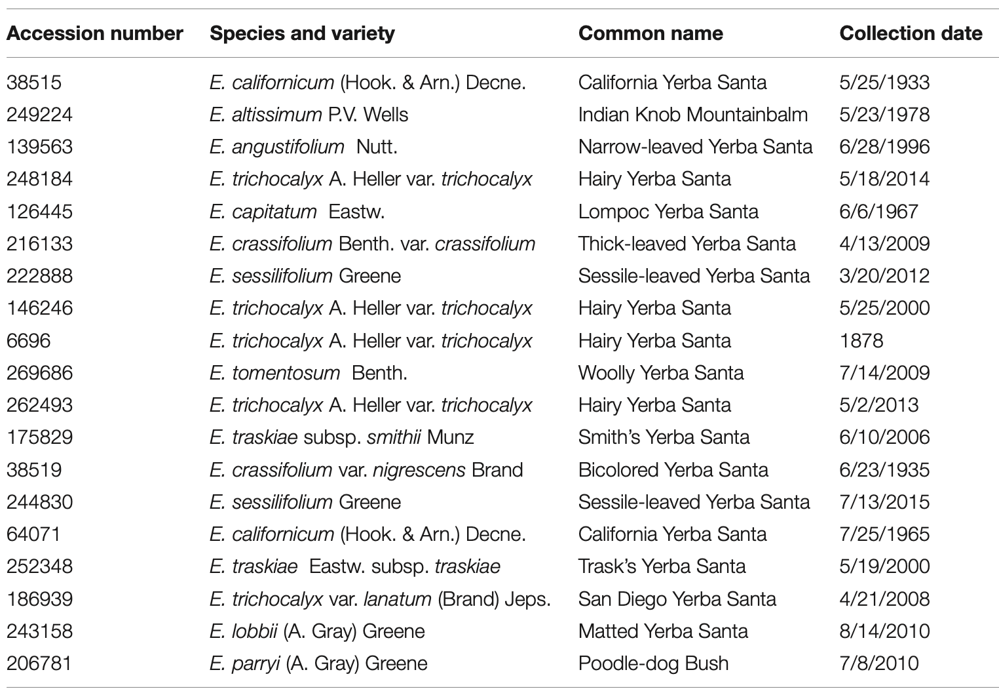 Accession number Species and variety Common name Collection date
38515 E. californicum (Hook. & Arn.) Decne. California Yerba Santa 5/25/1933
249224 E. altissimum P.V. Wells Indian Knob Mountainbalm 5/23/1978
139563 E. angustifolium Nutt. Narrow-leaved Yerba Santa 6/28/1996
248184 E. trichocalyx A. Heller var. trichocalyx Hairy Yerba Santa 5/18/2014
126445 E. capitatum Eastw. Lompoc Yerba Santa 6/6/1967
216133 E. crassifolium Benth. var. crassifolium Thick-leaved Yerba Santa 4/13/2009
222888 E. sessilifolium Greene Sessile-leaved Yerba Santa 3/20/2012
146246 E. trichocalyx A. Heller var. trichocalyx Hairy Yerba Santa 5/25/2000
6696 E. trichocalyx A. Heller var. trichocalyx Hairy Yerba Santa 1878
269686 E. tomentosum Benth. Woolly Yerba Santa 7/14/2009
262493 E. trichocalyx A. Heller var. trichocalyx Hairy Yerba Santa 5/2/2013
175829 E. traskiae subsp. smithii Munz Smith’s Yerba Santa 6/10/2006
38519 E. crassifolium var. nigrescens Brand Bicolored Yerba Santa 6/23/1935
244830 E. sessilifolium Greene Sessile-leaved Yerba Santa 7/13/2015
64071 E. californicum (Hook. & Arn.) Decne. California Yerba Santa 7/25/1965
252348 E. traskiae Eastw. subsp. traskiae Trask’s Yerba Santa 5/19/2000
186939 E. trichocalyx var. lanatum (Brand) Jeps. San Diego Yerba Santa 4/21/2008
243158 E. lobbii (A. Gray) Greene Matted Yerba Santa 8/14/2010
206781 E. parryi (A. Gray) Greene Poodle-dog Bush 7/8/2010